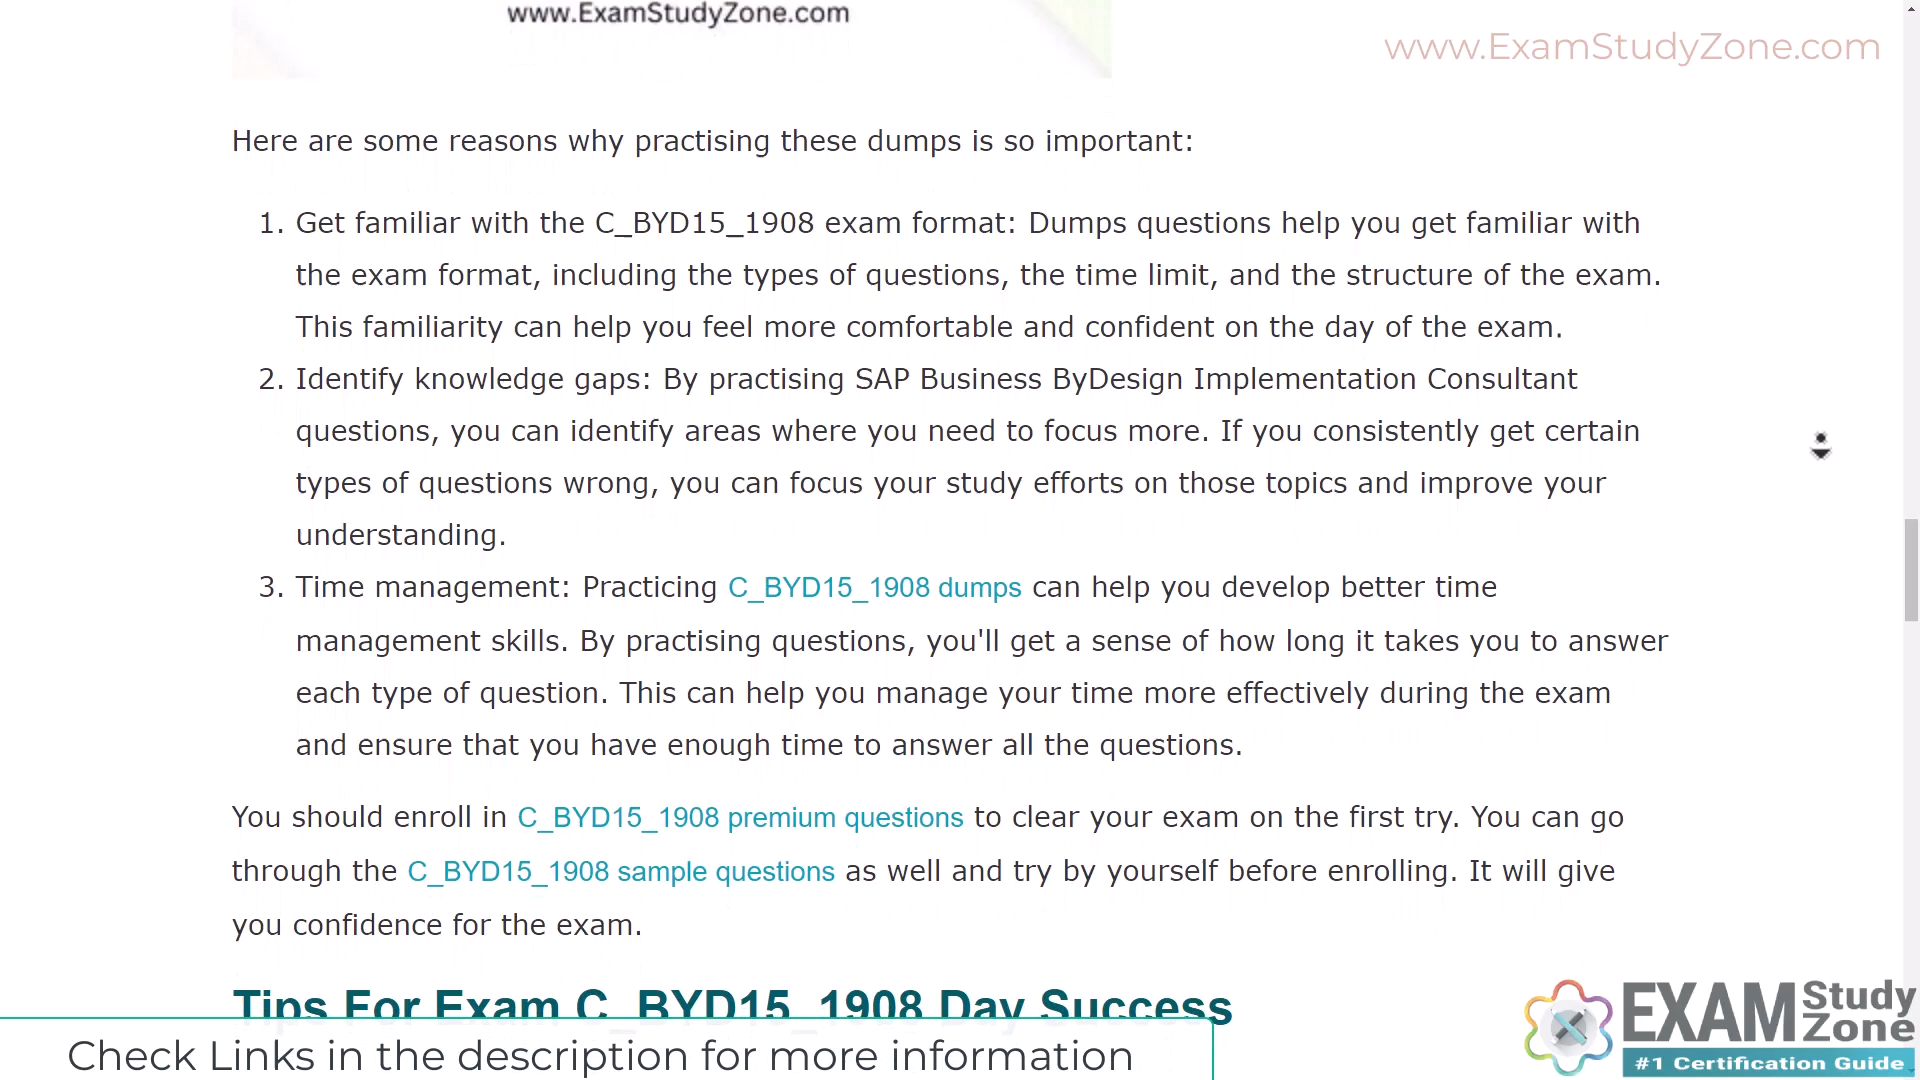 www.ExamStudyZone.com
www.ExamStudyZone.com
Here are some reasons why practising these dumps is so important:
1. Get familiar with the C_BYD15_1908 exam format: Dumps questions help you get familiar with
the exam format, including the types of questions, the time limit, and the structure of the exam.
This familiarity can help you feel more comfortable and confident on the day of the exam.
2. Identify knowledge gaps: By practising SAP Business ByDesign Implementation Consultant
questions, you can identify areas where you need to focus more. If you consistently get certain
types of questions wrong, you can focus your study efforts on those topics and improve your
understanding.
3. Time management: Practicing C_BYD15_1908 dumps can help you develop better time
management skills. By practising questions, you'll get a sense of how long it takes you to answer
each type of question. This can help you manage your time more effectively during the exam
and ensure that you have enough time to answer all the questions.
You should enroll in C_BYD15_1908 premium questions to clear your exam on the first try. You can go
through the C_BYD15_1908 sample questions as well and try by yourself before enrolling. It will give
you confidence for the exam.
Tips For Exam C_BYD15_1908 Day Success
Check Links in the description for more information
EXAM Study Zone
#1 Certification Guide